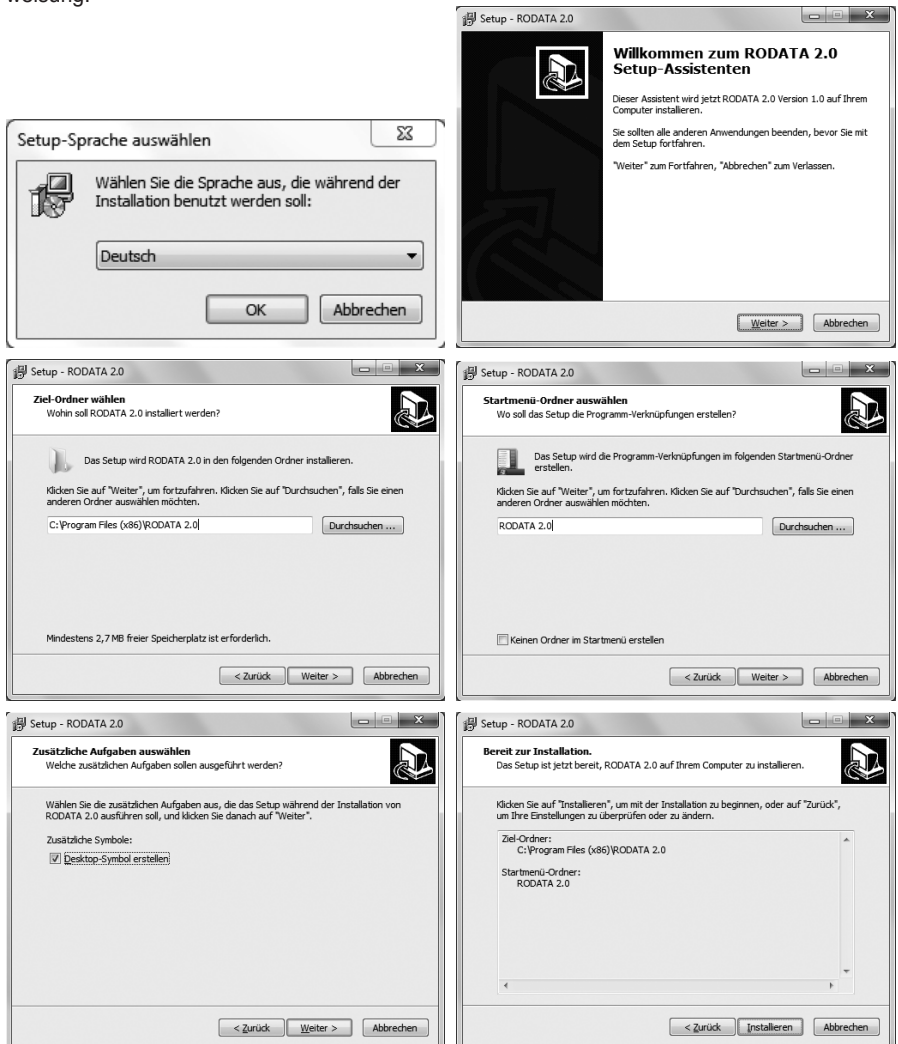 Setup - RODATA 2.0
Willkommen zum RODATA 2.0
Setup-Assistenten
Dieser Assistent wird jetzt RODATA 2.0 Version 1.0 auf Ihrem
Computer installieren.
Sie sollten alle anderen Anwendungen beenden, bevor Sie mit
dem Setup fortfahren.
"Weiter" zum Fortfahren, "Abbrechen" zum Verlassen.
Weiter >
Abbrechen
Setup-Sprache auswählen
Wählen Sie die Sprache aus, die während der
Installation benutzt werden soll:
Deutsch
OK
Abbrechen
Setup - RODATA 2.0
Ziel-Ordner wählen
Wohin soll RODATA 2.0 installiert werden?
Das Setup wird RODATA 2.0 in den folgenden Ordner installieren.
Klicken Sie auf "Weiter", um fortzufahren. Klicken Sie auf "Durchsuchen", falls Sie einen
anderen Ordner auswählen möchten.
C:\Program Files (x86)\RODATA 2.0
Durchsuchen ...
Mindestens 2,7 MB freier Speicherplatz ist erforderlich.
< Zurück
Weiter >
Abbrechen
Setup - RODATA 2.0
Startmenü-Ordner auswählen
Wo soll das Setup die Programm-Verknüpfungen erstellen?
Das Setup wird die Programm-Verknüpfungen im folgenden Startmenü-Ordner
erstellen.
Klicken Sie auf "Weiter", um fortzufahren. Klicken Sie auf "Durchsuchen", falls Sie einen
anderen Ordner auswählen möchten.
RODATA 2.0
Durchsuchen ...
Keinen Ordner im Startmenü erstellen
< Zurück
Weiter >
Abbrechen
Setup - RODATA 2.0
Zusätzliche Aufgaben auswählen
Welche zusätzlichen Aufgaben sollen ausgeführt werden?
Wählen Sie die zusätzlichen Aufgaben aus, die das Setup während der Installation von
RODATA 2.0 ausführen soll, und klicken Sie danach auf "Weiter".
Zusätzliche Symbole:
Desktop-Symbol erstellen
< Zurück
Weiter >
Abbrechen
Setup - RODATA 2.0
Bereit zur Installation.
Das Setup ist jetzt bereit, RODATA 2.0 auf Ihrem Computer zu installieren.
Klicken Sie auf "Installieren", um mit der Installation zu beginnen, oder auf "Zurück",
um Ihre Einstellungen zu überprüfen oder zu ändern.
Ziel-Ordner:
C:\Program Files (x86)\RODATA 2.0
Startmenü-Ordner:
RODATA 2.0
< Zurück
Installieren
Abbrechen